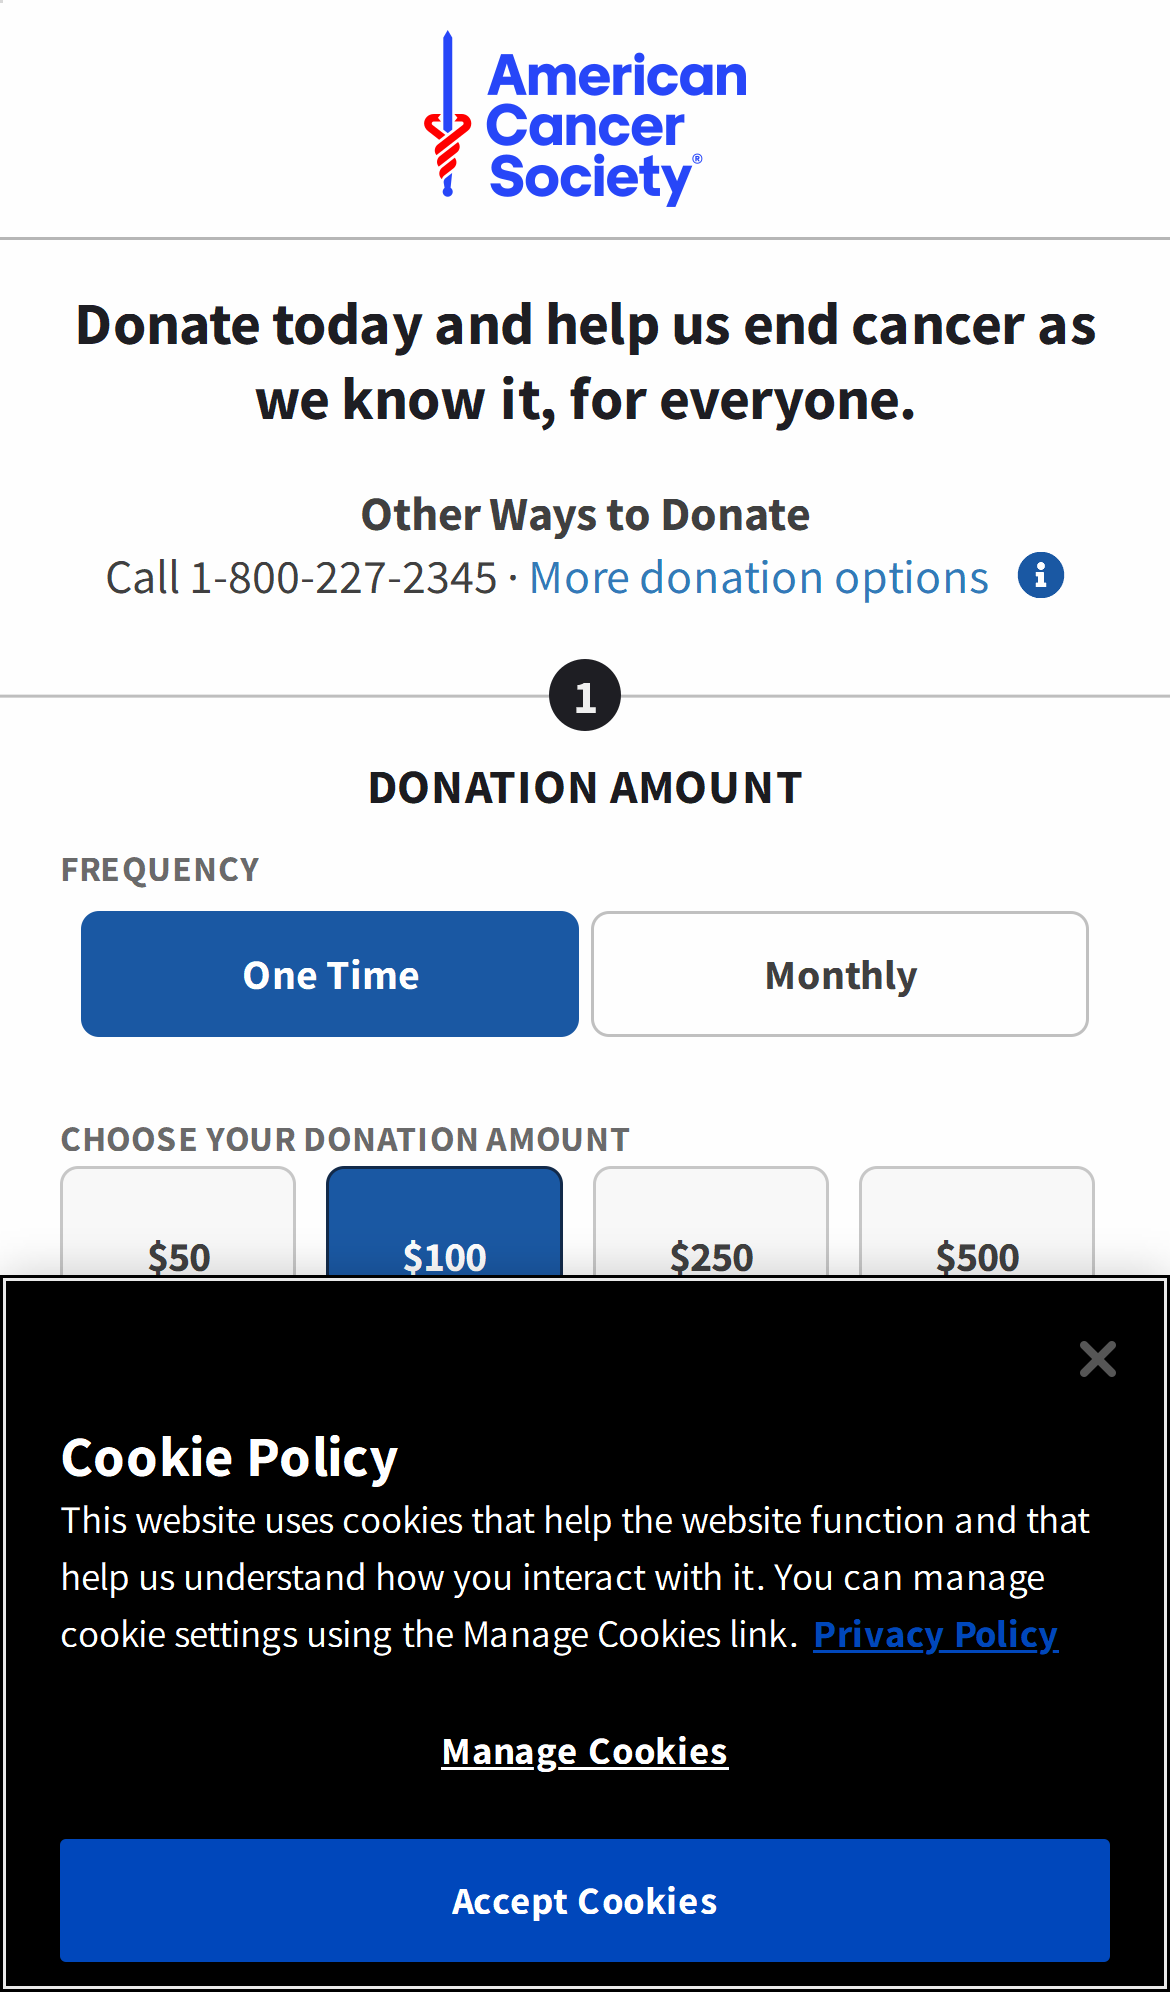 American
Cancer
Society®
Donate today and help us end cancer as
we know it, for everyone.
Other Ways to Donate
Call 1-800-227-2345 · More donation options
1
DONATION AMOUNT
FREQUENCY
One Time Monthly
CHOOSE YOUR DONATION AMOUNT
$50 $100 $250 $500
Cookie Policy
This website uses cookies that help the website function and that
help us understand how you interact with it. You can manage
cookie settings using the Manage Cookies link. Privacy Policy
Manage Cookies
Accept Cookies